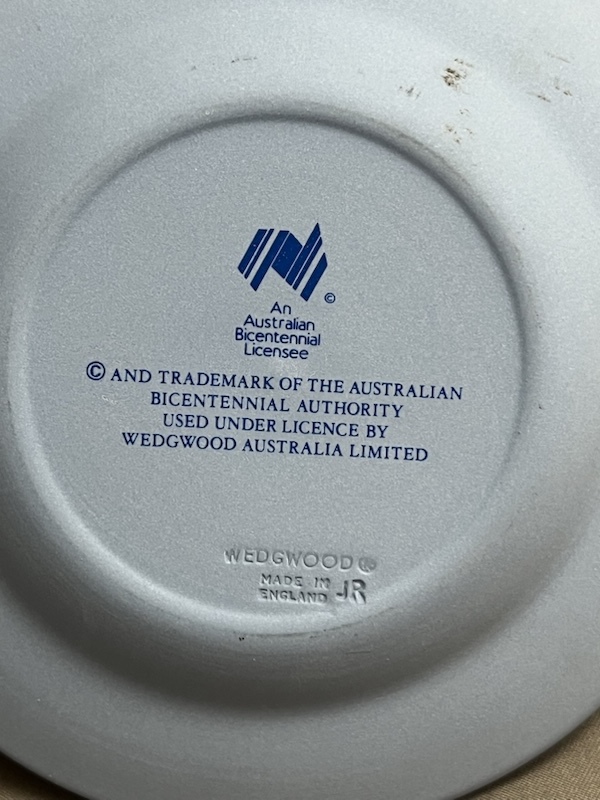 ©
An
Australian
Bicentennial
Licensee
© AND TRADEMARK OF THE AUSTRALIAN
BICENTENNIAL AUTHORITY
USED UNDER LICENCE BY
WEDGWOOD AUSTRALIA LIMITED
WEDGWOOD®
MADE IN
ENGLAND JR